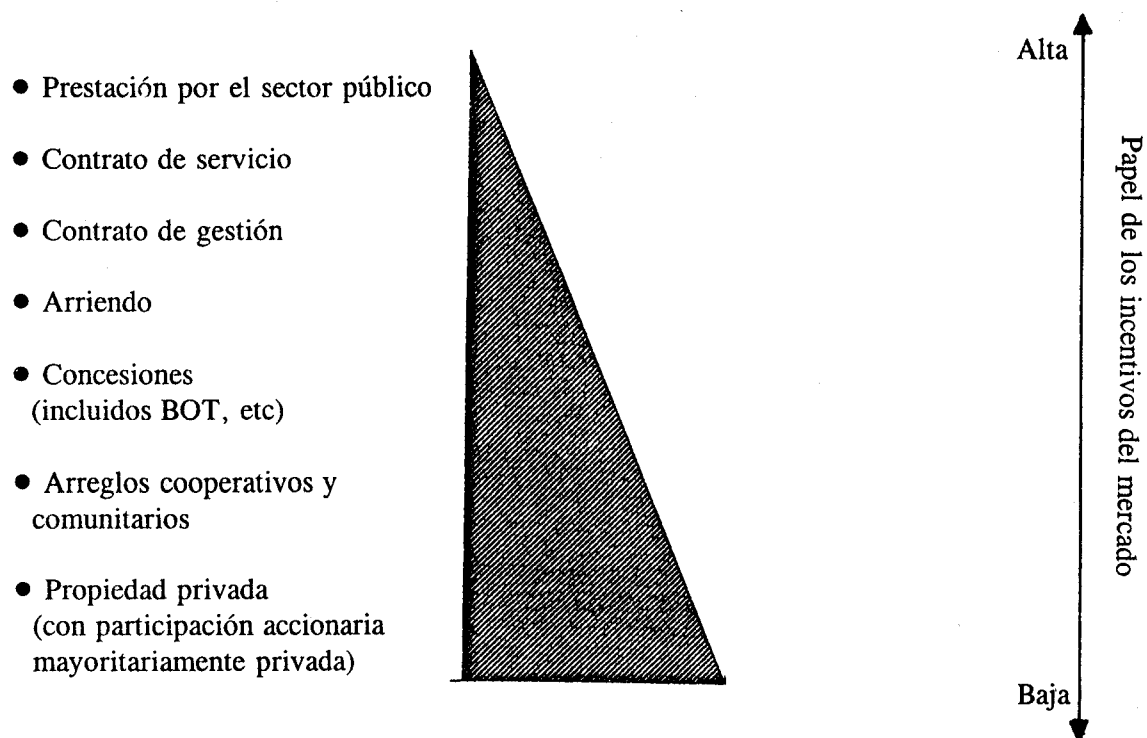 Alta
• Prestación por el sector público
• Contrato de servicio
• Contrato de gestión
• Arriendo
• Concesiones
(incluidos BOT, etc)
• Arreglos cooperativos y
comunitarios
• Propiedad privada
(con participación accionaria
mayoritariamente privada)
Baja
Papel de los incentivos del mercado